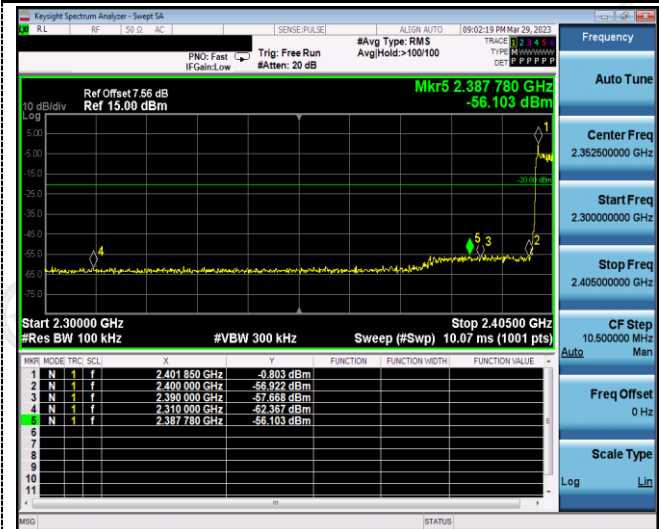 Keysight Spectrum Analyzer - Swept SA
RL RF 50 Ω AC SENSE:PULSE ALIGN AUTO 09:02:19 PM Mar 29, 2023
#Avg Type: RMS TRACE 1 2 3 4 5 6
PNO: Fast Trig: Free Run Avg|Hold:>100/100 TYPE M WWWWW
IFGain:Low #Atten: 20 dB DET P P P P P P
Mkr5 2.387 780 GHz
-56.103 dBm
Ref Offset 7.56 dB
10 dB/div Ref 15.00 dBm
Log
5.00
-5.00
-15.0
-25.0
-35.0
-45.0
-55.0
-65.0
-75.0
-20.00 dBm
1
2
3
4
5
Start 2.30000 GHz Stop 2.40500 GHz
#Res BW 100 kHz #VBW 300 kHz Sweep (#Swp) 10.07 ms (1001 pts)
MKR MODE TRC SCL X Y FUNCTION FUNCTION WIDTH FUNCTION VALUE
1 N 1 f 2.401 850 GHz -0.803 dBm
2 N 1 f 2.400 000 GHz -56.922 dBm
3 N 1 f 2.390 000 GHz -57.668 dBm
4 N 1 f 2.310 000 GHz -62.367 dBm
5 N 1 f 2.387 780 GHz -56.103 dBm
6
7
8
9
10
11
MSG STATUS
Frequency
Auto Tune
Center Freq
2.352500000 GHz
Start Freq
2.300000000 GHz
Stop Freq
2.405000000 GHz
CF Step
10.500000 MHz
Auto Man
Freq Offset
0 Hz
Scale Type
Log Lin